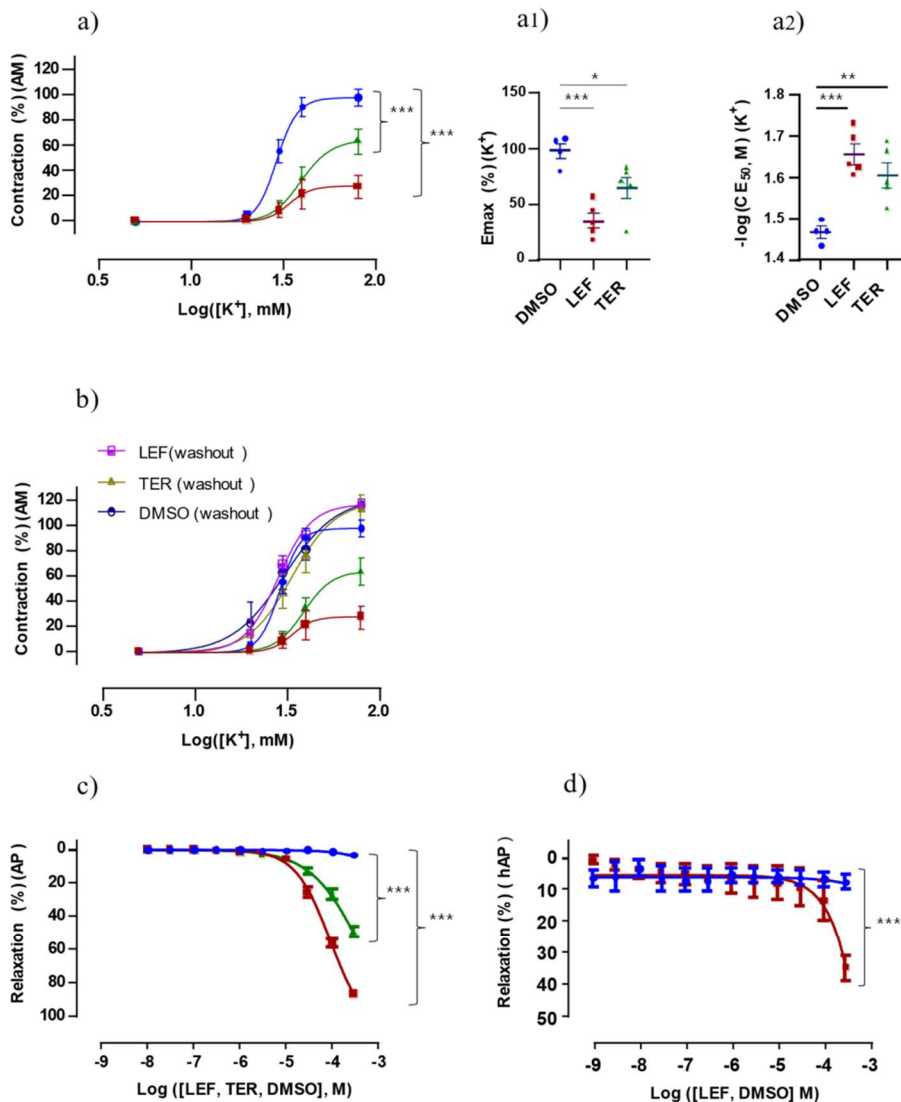 a)
Contraction (%)(AM)
120
100
80
60
40
20
0
***
***
0.5
1.0
1.5
2.0
Log([K+], mM)
a1)
*
***
Emax (%)(K+)
150
100
50
0
DMSO
LEF
TER
a2)
**
***
-log(C E50, M) (K+)
1.8
1.7
1.6
1.5
1.4
DMSO
LEF
TER
b)
LEF(washout )
TER (washout )
DMSO (washout )
Contraction (%)(AM)
120
100
80
60
40
20
0
0.5
1.0
1.5
2.0
Log([K+], mM)
c)
Relaxation (%)(AP)
0
20
40
60
80
100
***
***
-9
-8
-7
-6
-5
-4
-3
Log ([LEF, TER, DMSO], M)
d)
Relaxation (%) ( hAP)
0
5
10
20
30
40
50
***
-9
-8
-7
-6
-5
-4
-3
Log ([LEF, DMSO] M)